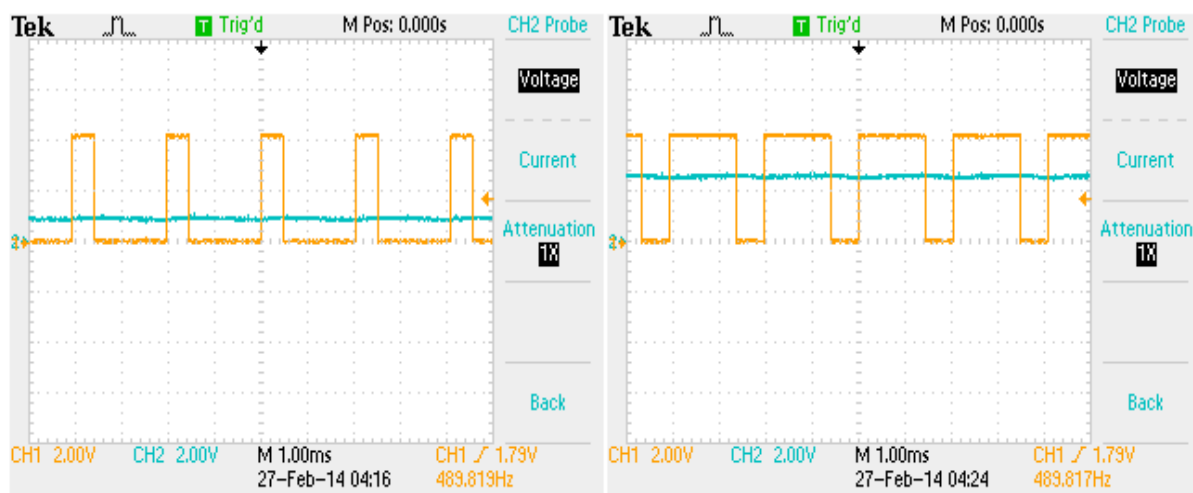 Tek T Trig'd M Pos: 0.000s CH2 Probe
Voltage
Current
Attenuation
1X
2
Back
CH1 2.00V CH2 2.00V M 1.00ms CH1 1.79V
27-Feb-14 04:16 489.819Hz
Tek T Trig'd M Pos: 0.000s CH2 Probe
Voltage
Current
Attenuation
1X
2
Back
CH1 2.00V CH2 2.00V M 1.00ms CH1 1.79V
27-Feb-14 04:24 489.817Hz